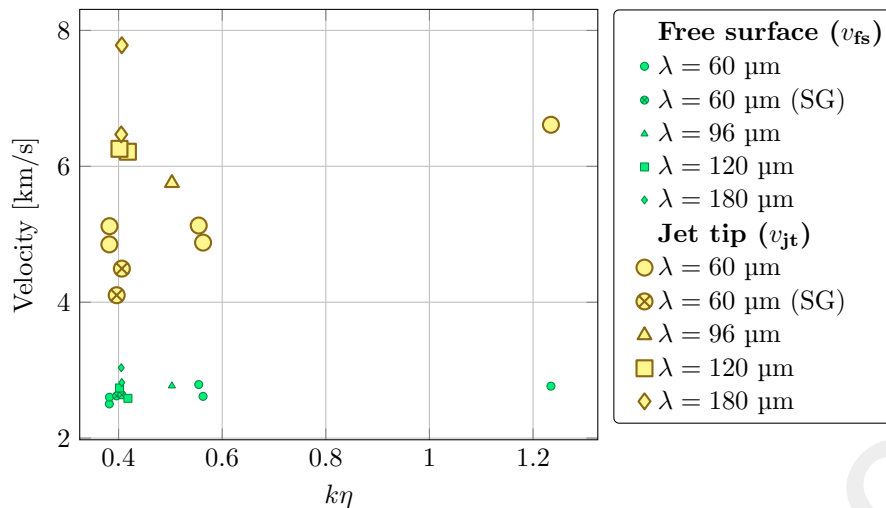 8
6
4
2
Velocity [km/s]
0.4 0.6 0.8 1 1.2
kη
Free surface (v_fs)
λ = 60 µm
λ = 60 µm (SG)
λ = 96 µm
λ = 120 µm
λ = 180 µm
Jet tip (v_jt)
λ = 60 µm
λ = 60 µm (SG)
λ = 96 µm
λ = 120 µm
λ = 180 µm